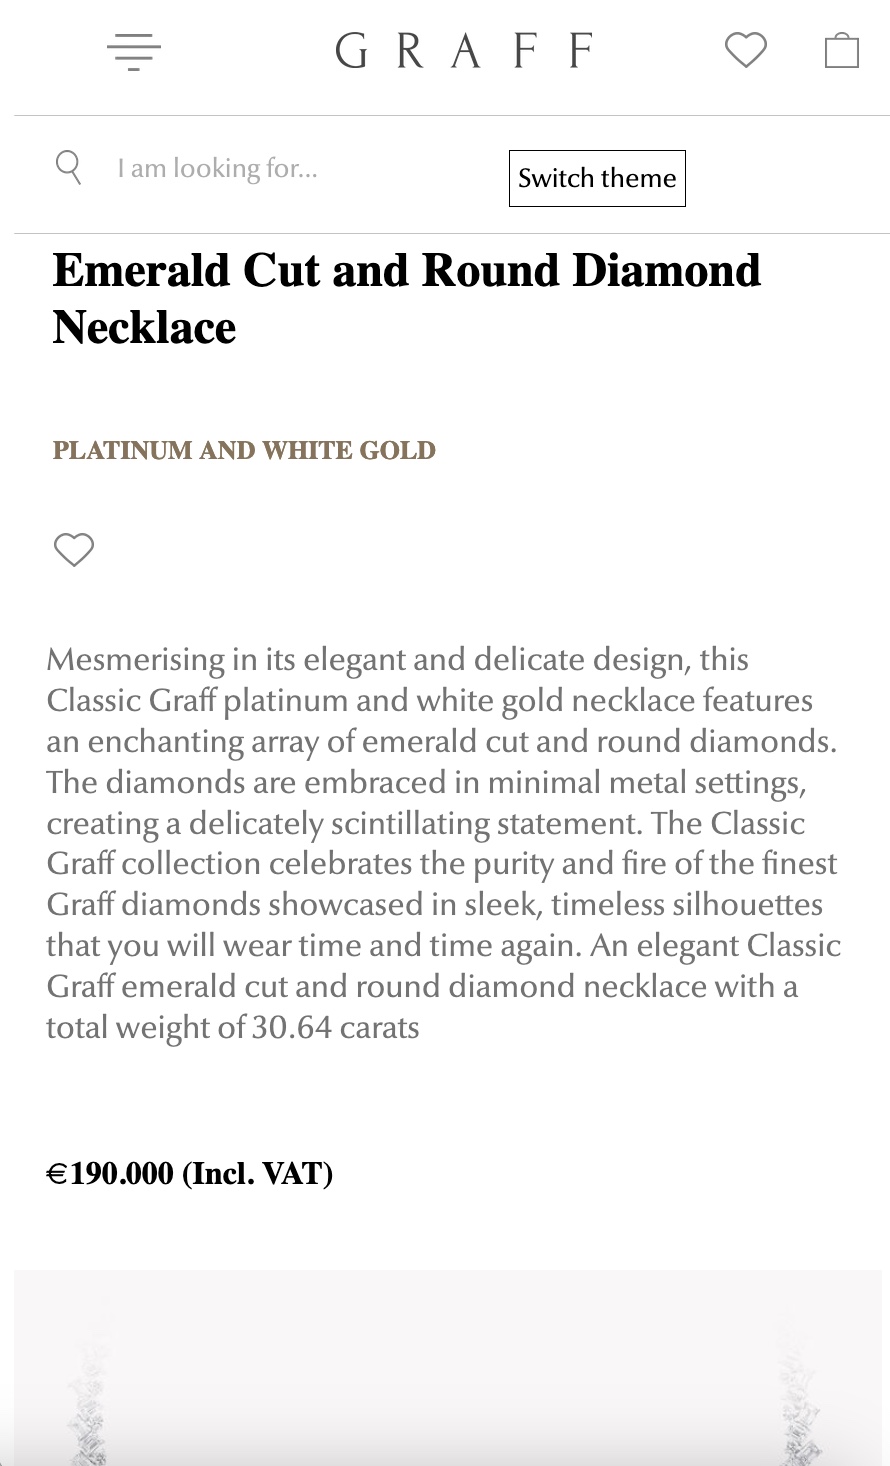 GRAFF
I am looking for...
Switch theme
Emerald Cut and Round Diamond
Necklace
PLATINUM AND WHITE GOLD
Mesmerising in its elegant and delicate design, this
Classic Graff platinum and white gold necklace features
an enchanting array of emerald cut and round diamonds.
The diamonds are embraced in minimal metal settings,
creating a delicately scintillating statement. The Classic
Graff collection celebrates the purity and fire of the finest
Graff diamonds showcased in sleek, timeless silhouettes
that you will wear time and time again. An elegant Classic
Graff emerald cut and round diamond necklace with a
total weight of 30.64 carats
€190.000 (Incl. VAT)